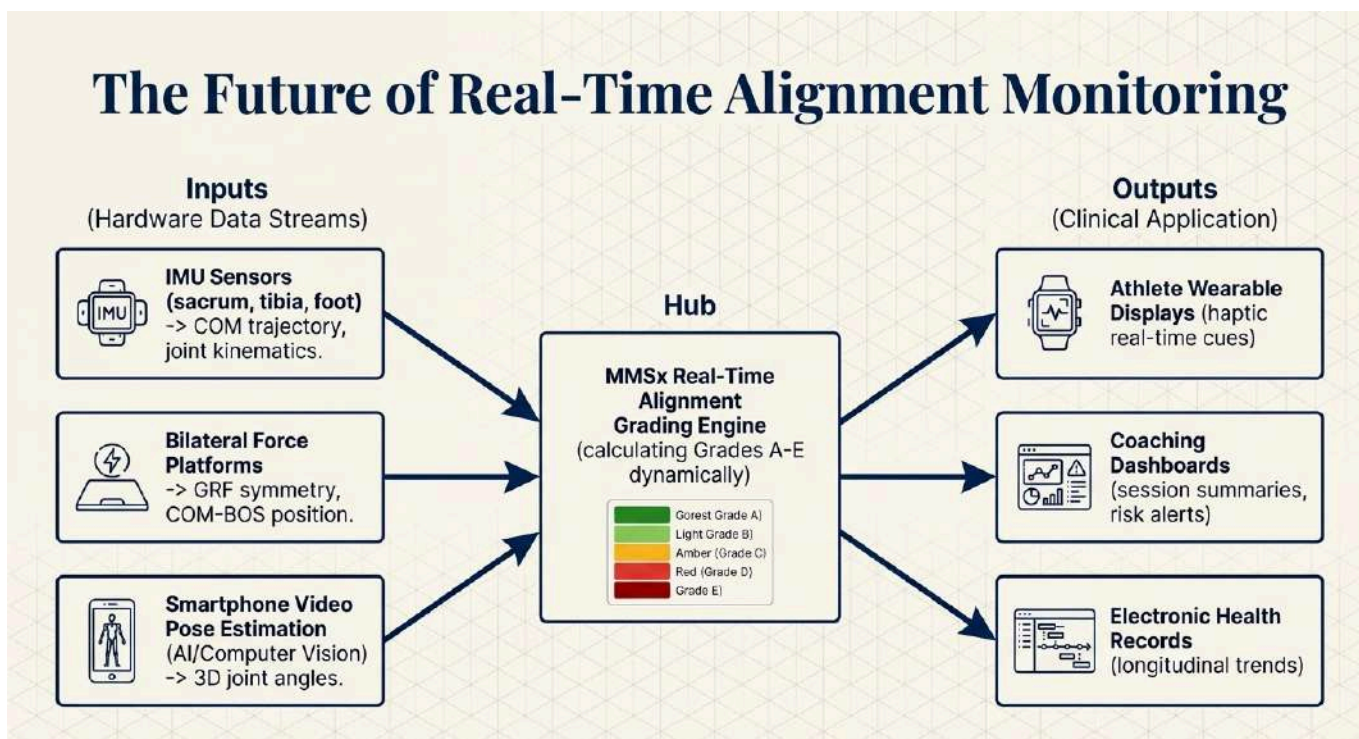 The Future of Real-Time Alignment Monitoring
Inputs
(Hardware Data Streams)
IMU
IMU Sensors
(sacrum, tibia, foot)
-> COM trajectory,
joint kinematics.
Bilateral Force
Platforms
-> GRF symmetry,
COM-BOS position.
Smartphone Video
Pose Estimation
(AI/Computer Vision)
-> 3D joint angles.
Hub
MMSx Real-Time
Alignment
Grading Engine
(calculating Grades A-E
dynamically)
Gorest Grade A)
Light Grade B)
Amber (Grade C)
Red (Grade D)
Grade E)
Outputs
(Clinical Application)
Athlete Wearable
Displays (haptic
real-time cues)
Coaching
Dashboards
(session summaries,
risk alerts)
Electronic Health
Records
(longitudinal trends)